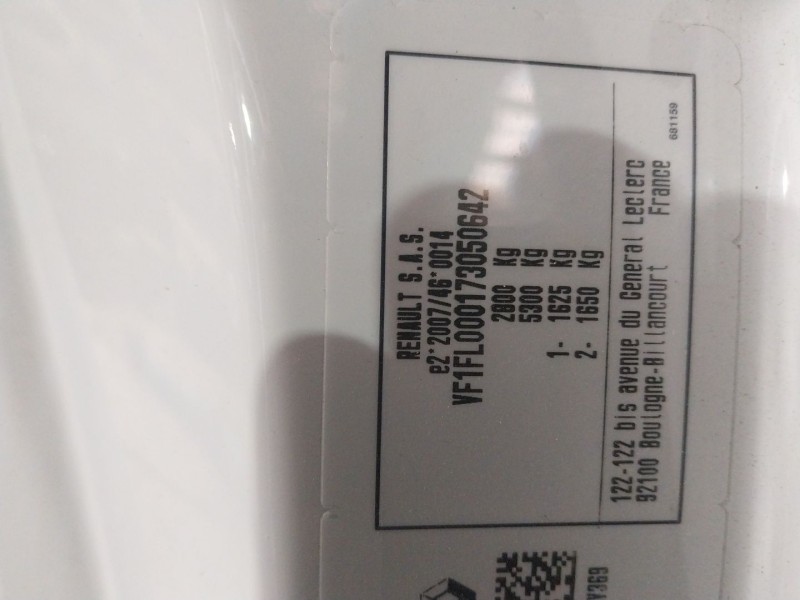 RENAULT S.A.S.
e2*2007/46*0014
VF1FL000173050642
2800 Kg
5300 Kg
1- 1625 Kg
2- 1650 Kg
122-122 bis avenue du General Leclerc
92100 Boulogne-Billancourt France
681159
Y369